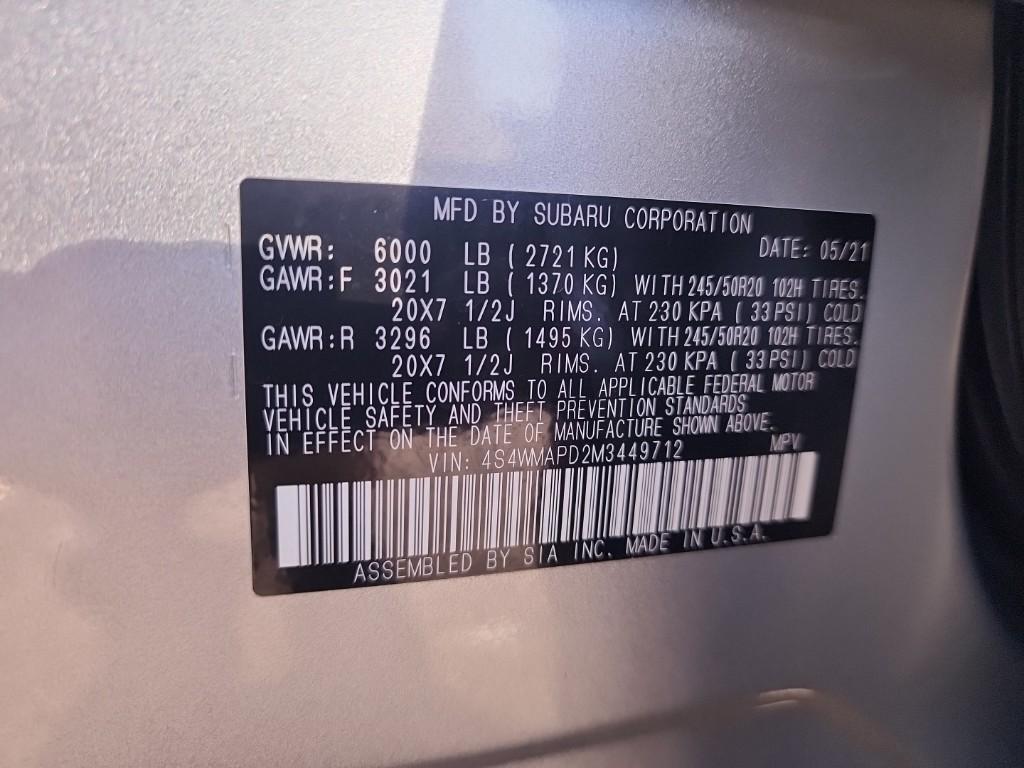 MFD BY SUBARU CORPORATION
DATE: 05/21
GVWR: 6000 LB ( 2721 KG)
GAWR:F 3021 LB ( 1370 KG) WITH 245/50R20 102H TIRES.
20X7 1/2J RIMS. AT 230 KPA ( 33 PSI) COLD
GAWR:R 3296 LB ( 1495 KG) WITH 245/50R20 102H TIRES.
20X7 1/2J RIMS. AT 230 KPA ( 33 PSI) COLD
THIS VEHICLE CONFORMS TO ALL APPLICABLE FEDERAL MOTOR
VEHICLE SAFETY AND THEFT PREVENTION STANDARDS
IN EFFECT ON THE DATE OF MANUFACTURE SHOWN ABOVE.
VIN: 4S4WMAPD2M3449712 MPV
ASSEMBLED BY SIA INC. MADE IN U.S.A.